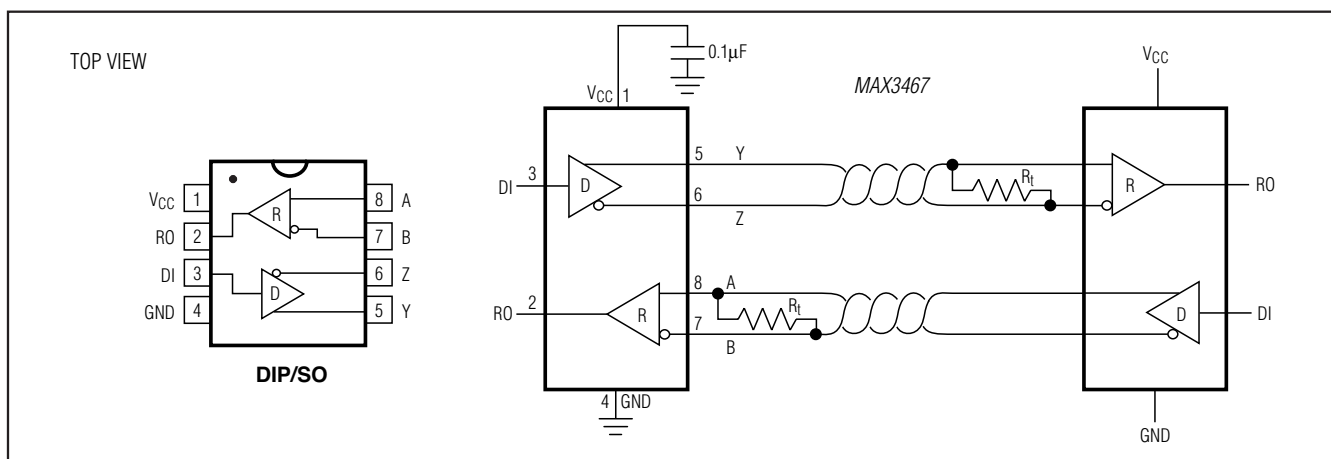 TOP VIEW
VCC 1
RO 2
DI 3
GND 4
8 A
7 B
6 Z
5 Y
R
D
DIP/SO
0.1μF
VCC 1
MAX3467
VCC
DI 3
D
5 Y
6 Z
Rt
R
RO
RO 2
R
8 A
7 B
Rt
D
DI
4 GND
GND